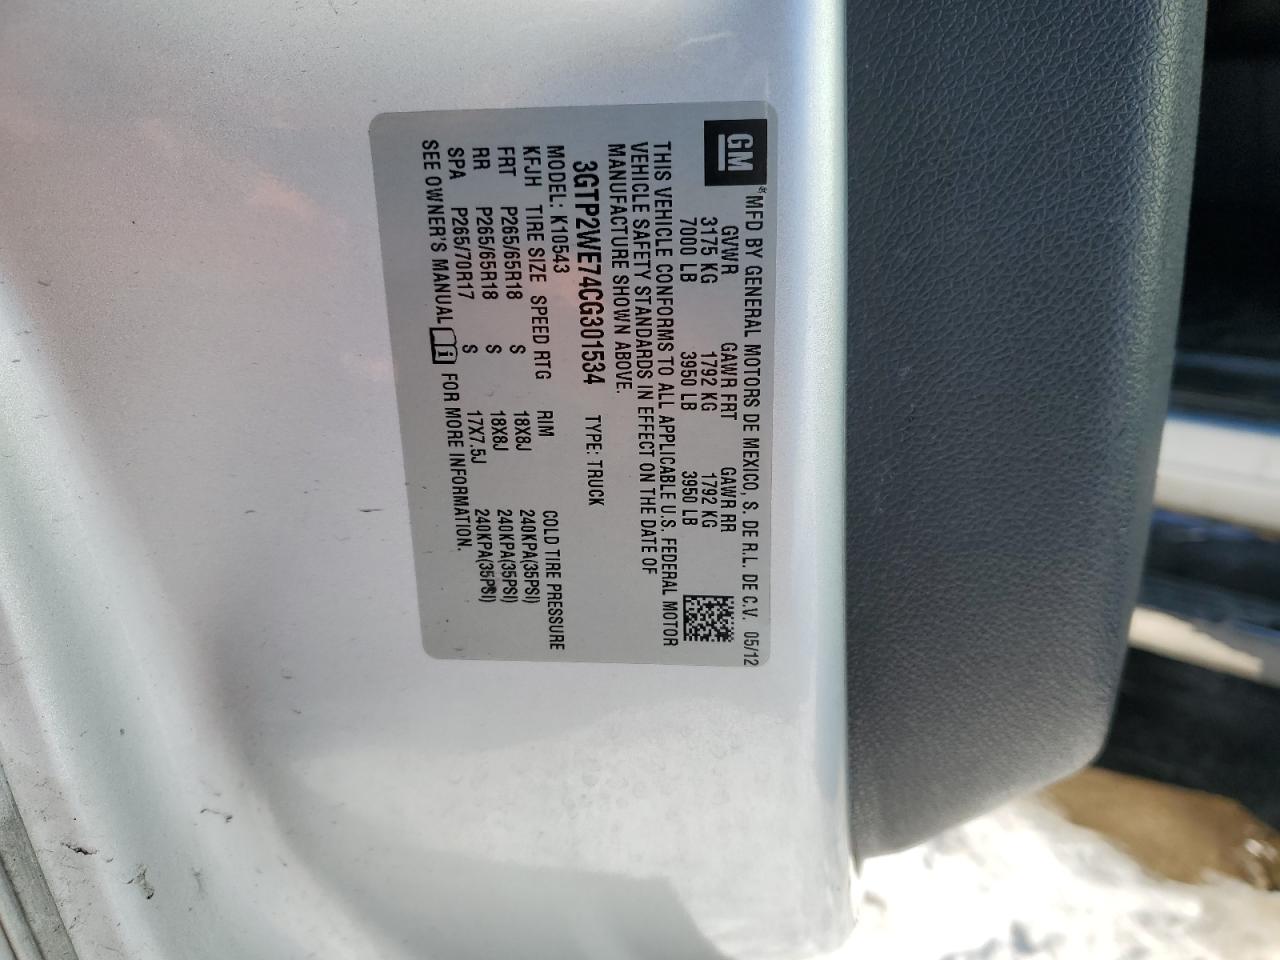 GM
MFD BY GENERAL MOTORS DE MEXICO, S. DE R.L. DE C.V. 05/12
GVWR GAWR FRT GAWR RR
3175 KG 1792 KG 1792 KG
7000 LB 3950 LB 3950 LB
THIS VEHICLE CONFORMS TO ALL APPLICABLE U.S. FEDERAL MOTOR
VEHICLE SAFETY STANDARDS IN EFFECT ON THE DATE OF
MANUFACTURE SHOWN ABOVE.
3GTP2WE74CG301534 TYPE: TRUCK
MODEL: K10543
KFJH TIRE SIZE SPEED RTG RIM COLD TIRE PRESSURE
FRT P265/65R18 S 18X8J 240KPA(35PSI)
RR P265/65R18 S 18X8J 240KPA(35PSI)
SPA P265/70R17 S 17X7.5J 240KPA(35PSI)
SEE OWNER'S MANUAL i FOR MORE INFORMATION.